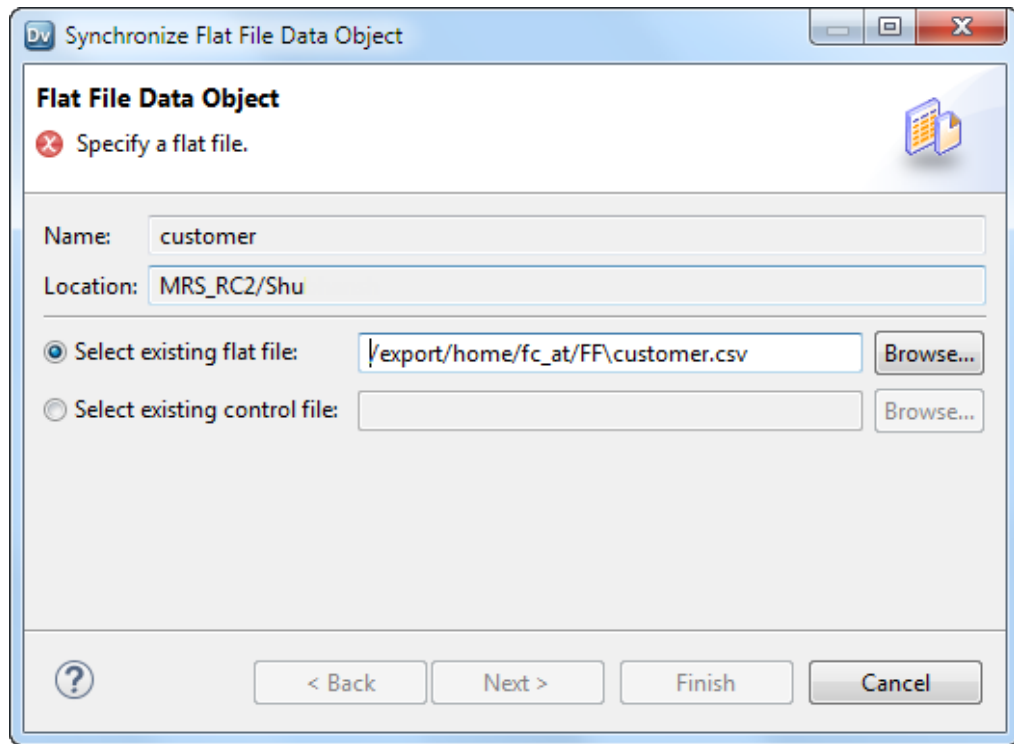 Dv Synchronize Flat File Data Object
Flat File Data Object
Specify a flat file.
Name: customer
Location: MRS_RC2/Shu
Select existing flat file: /export/home/fc_at/FF\customer.csv Browse...
Select existing control file: Browse...
? < Back Next > Finish Cancel